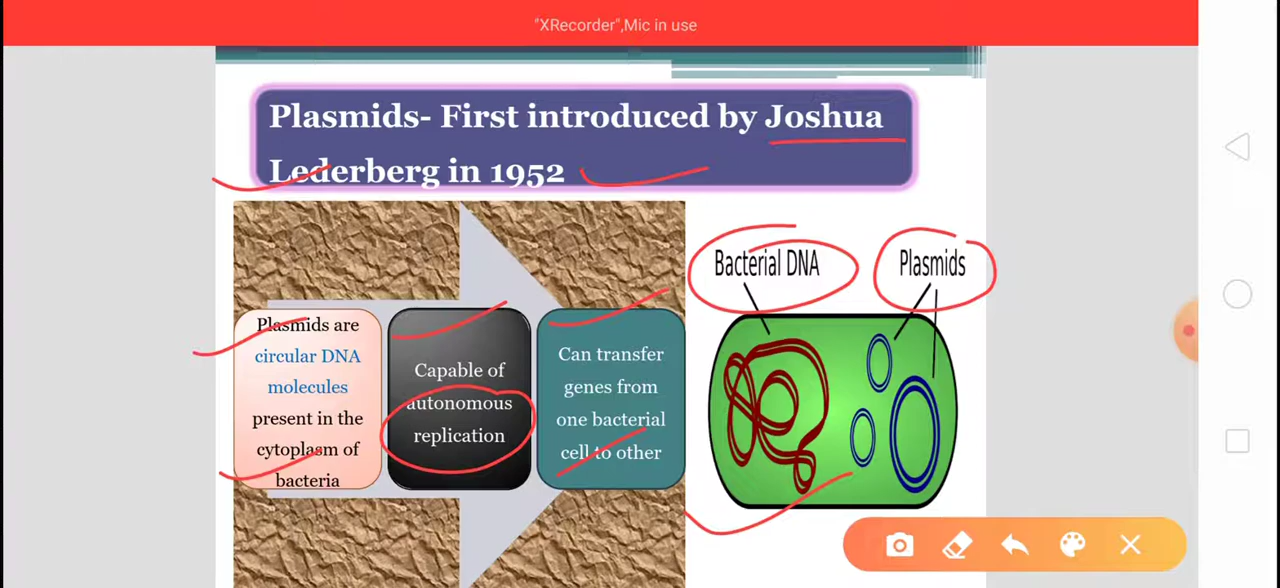 "XRecorder",Mic in use
Plasmids- First introduced by Joshua
Lederberg in 1952
Plasmids are
circular DNA
molecules
present in the
cytoplasm of
bacteria
Capable of
autonomous
replication
Can transfer
genes from
one bacterial
cell to other
Bacterial DNA
Plasmids